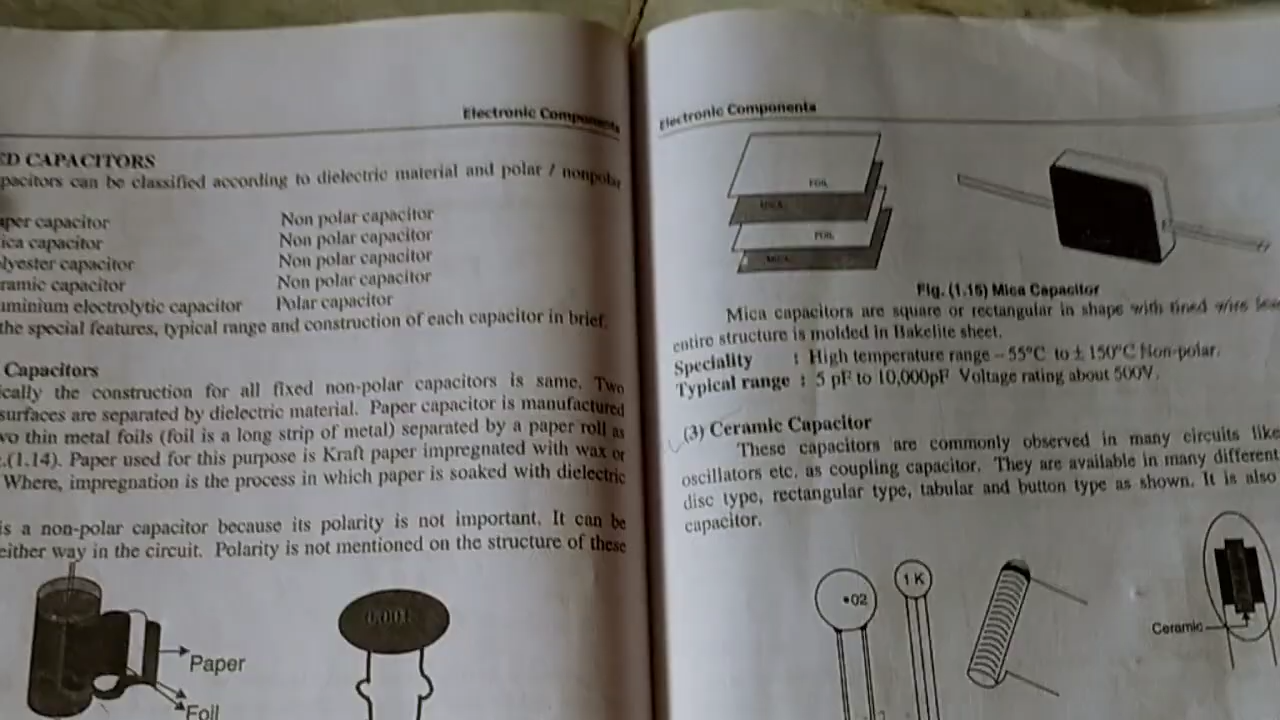 Electronic Components
ED CAPACITORS
pacitors can be classified according to dielectric material and polar / nonpolar
aper capacitor Non polar capacitor
ica capacitor Non polar capacitor
olyester capacitor Non polar capacitor
ramic capacitor Non polar capacitor
uminium electrolytic capacitor Polar capacitor
the special features, typical range and construction of each capacitor in brief.
Capacitors
ically the construction for all fixed non-polar capacitors is same. Two
surfaces are separated by dielectric material. Paper capacitor is manufactured
wo thin metal foils (foil is a long strip of metal) separated by a paper roll as
.(1.14). Paper used for this purpose is Kraft paper impregnated with wax or
Where, impregnation is the process in which paper is soaked with dielectric
is a non-polar capacitor because its polarity is not important. It can be
either way in the circuit. Polarity is not mentioned on the structure of these
0.001
Paper
Foil
Electronic Components
FOIL
MICA
FOIL
MICA
Fig. (1.15) Mica Capacitor
Mica capacitors are square or rectangular in shape with tined wire
entire structure is molded in Bakelite sheet.
Speciality : High temperature range – 55°C to ± 150°C Non-polar.
Typical range : 5 pF to 10,000pF Voltage rating about 500V.
(3) Ceramic Capacitor
These capacitors are commonly observed in many circuits like
oscillators etc. as coupling capacitor. They are available in many different
disc type, rectangular type, tabular and button type as shown. It is also
capacitor.
•02
1 K
Ceramic